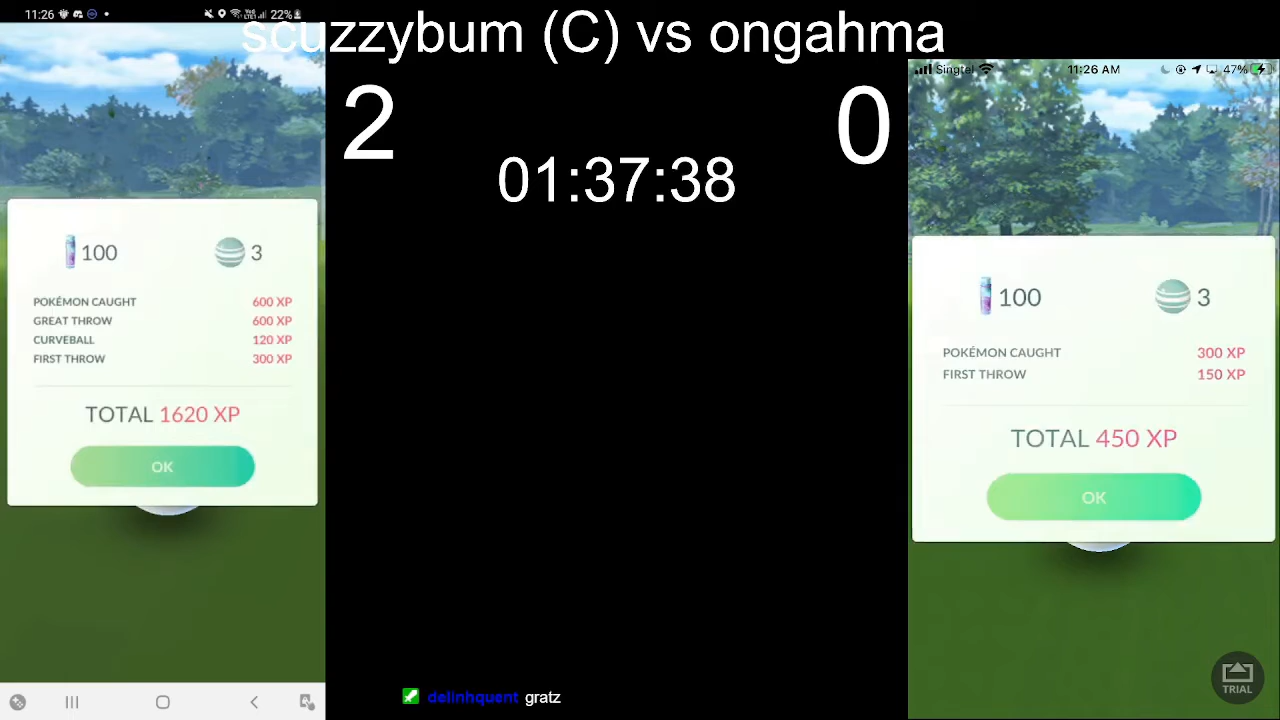 11:26
22%
scuzzybum (C) vs ongahma
2
0
01:37:38
100
3
POKÉMON CAUGHT 600 XP
GREAT THROW 600 XP
CURVEBALL 120 XP
FIRST THROW 300 XP
TOTAL 1620 XP
OK
Singtel
11:26 AM
47%
100
3
POKÉMON CAUGHT 300 XP
FIRST THROW 150 XP
TOTAL 450 XP
OK
TRIAL
delinhquent gratz